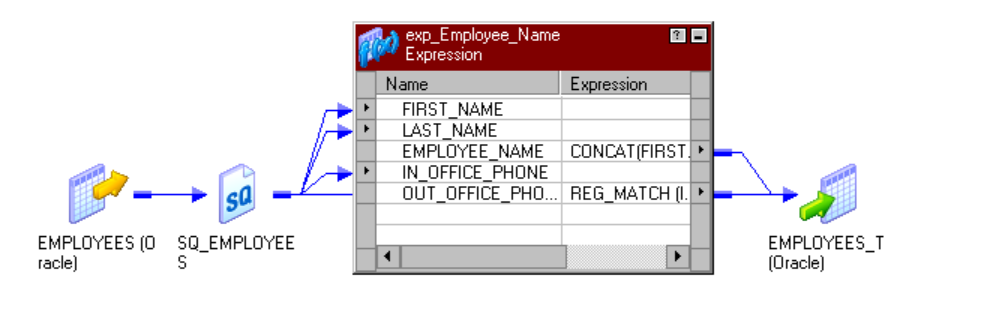 exp_Employee_Name
Expression
Name Expression
FIRST_NAME
LAST_NAME
EMPLOYEE_NAME CONCAT(FIRST.
IN_OFFICE_PHONE
OUT_OFFICE_PHO... REG_MATCH (I.
EMPLOYEES (O
racle)
SQ_EMPLOYEE
S
EMPLOYEES_T
(Oracle)
SQ
f(x)
?